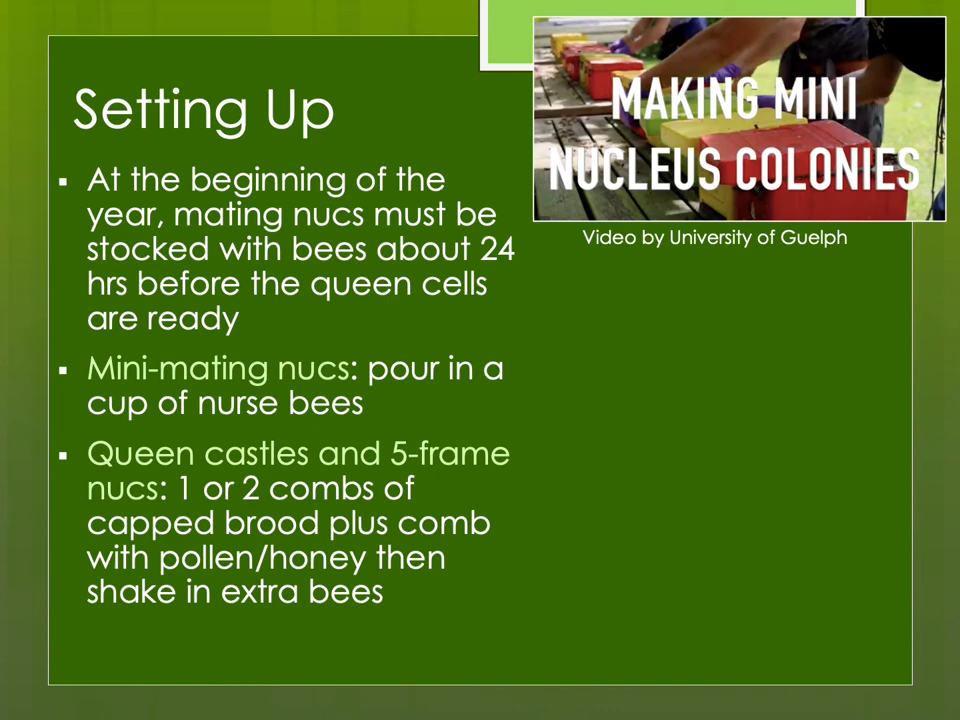 Setting Up
▪ At the beginning of the
year, mating nucs must be
stocked with bees about 24
hrs before the queen cells
are ready
▪ Mini-mating nucs: pour in a
cup of nurse bees
▪ Queen castles and 5-frame
nucs: 1 or 2 combs of
capped brood plus comb
with pollen/honey then
shake in extra bees
MAKING MINI
NUCLEUS COLONIES
Video by University of Guelph